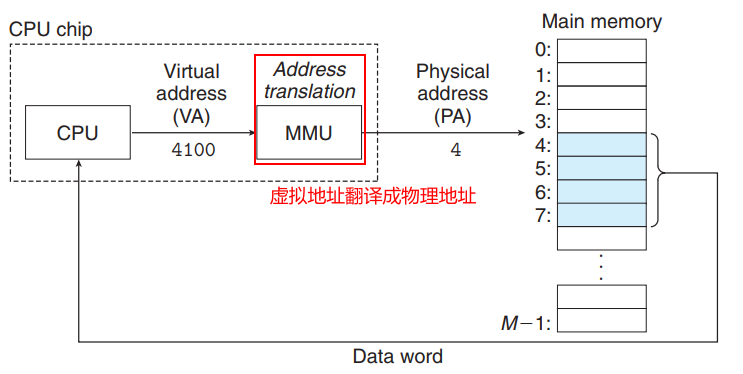 CPU chip
Main memory
Virtual
address
(VA)
4100
Address
translation
Physical
address
(PA)
4
CPU
MMU
虚拟地址翻译成物理地址
0:
1:
2:
3:
4:
5:
6:
7:
. . .
M−1:
Data word